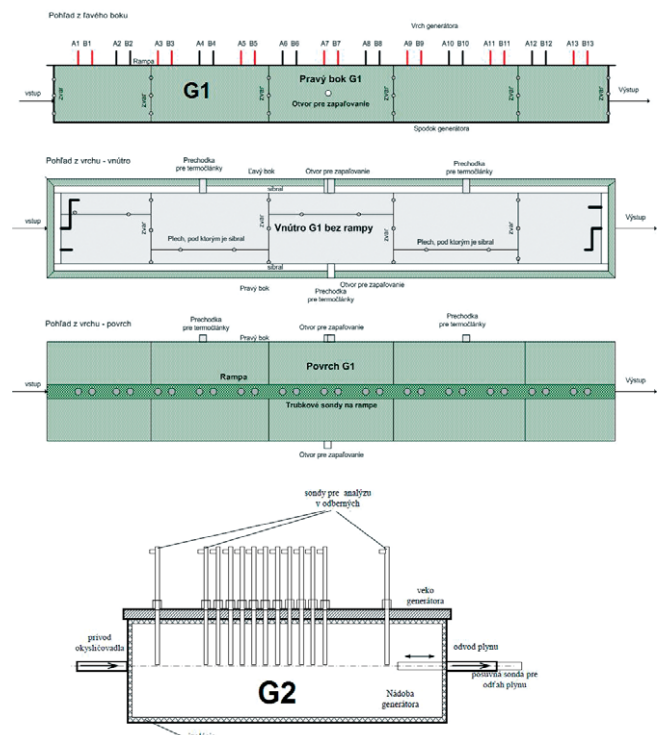 Pohľad z ľavého boku
Vrch generátora
A1 B1 A2 B2 A3 B3 A4 B4 A5 B5 A6 B6 A7 B7 A8 B8 A9 B9 A10 B10 A11 B11 A12 B12 A13 B13
Rampa
G1
Pravý bok G1
Otvor pre zapaľovanie
vstup
zvar
zvar
zvar
zvar
zvar
zvar
Výstup
Spodok generátora
Pohľad z vrchu - vnútro
Prechodka
pre termočlánky
Ľavý bok
Otvor pre zapaľovanie
Prechodka
pre termočlánky
sibral
vstup
zvar
Vnútro G1 bez rampy
zvar
Výstup
Plech, pod ktorým je sibral
Plech, pod ktorým je sibral
sibral
Pravý bok
Otvor pre zapaľovanie
Prechodka
pre termočlánky
Pohľad z vrchu - povrch
Prechodka
pre termočlánky
Pravý bok
Otvor pre zapaľovanie
Prechodka
pre termočlánky
Povrch G1
Rampa
vstup
Výstup
Trubkové sondy na rampe
Otvor pre zapaľovanie
sondy pre analýzu
v odberných
veko
generátora
prívod
okysličovadla
odvod plynu
G2
posuvná sonda pre
odťah plynu
Nádoba
generátora